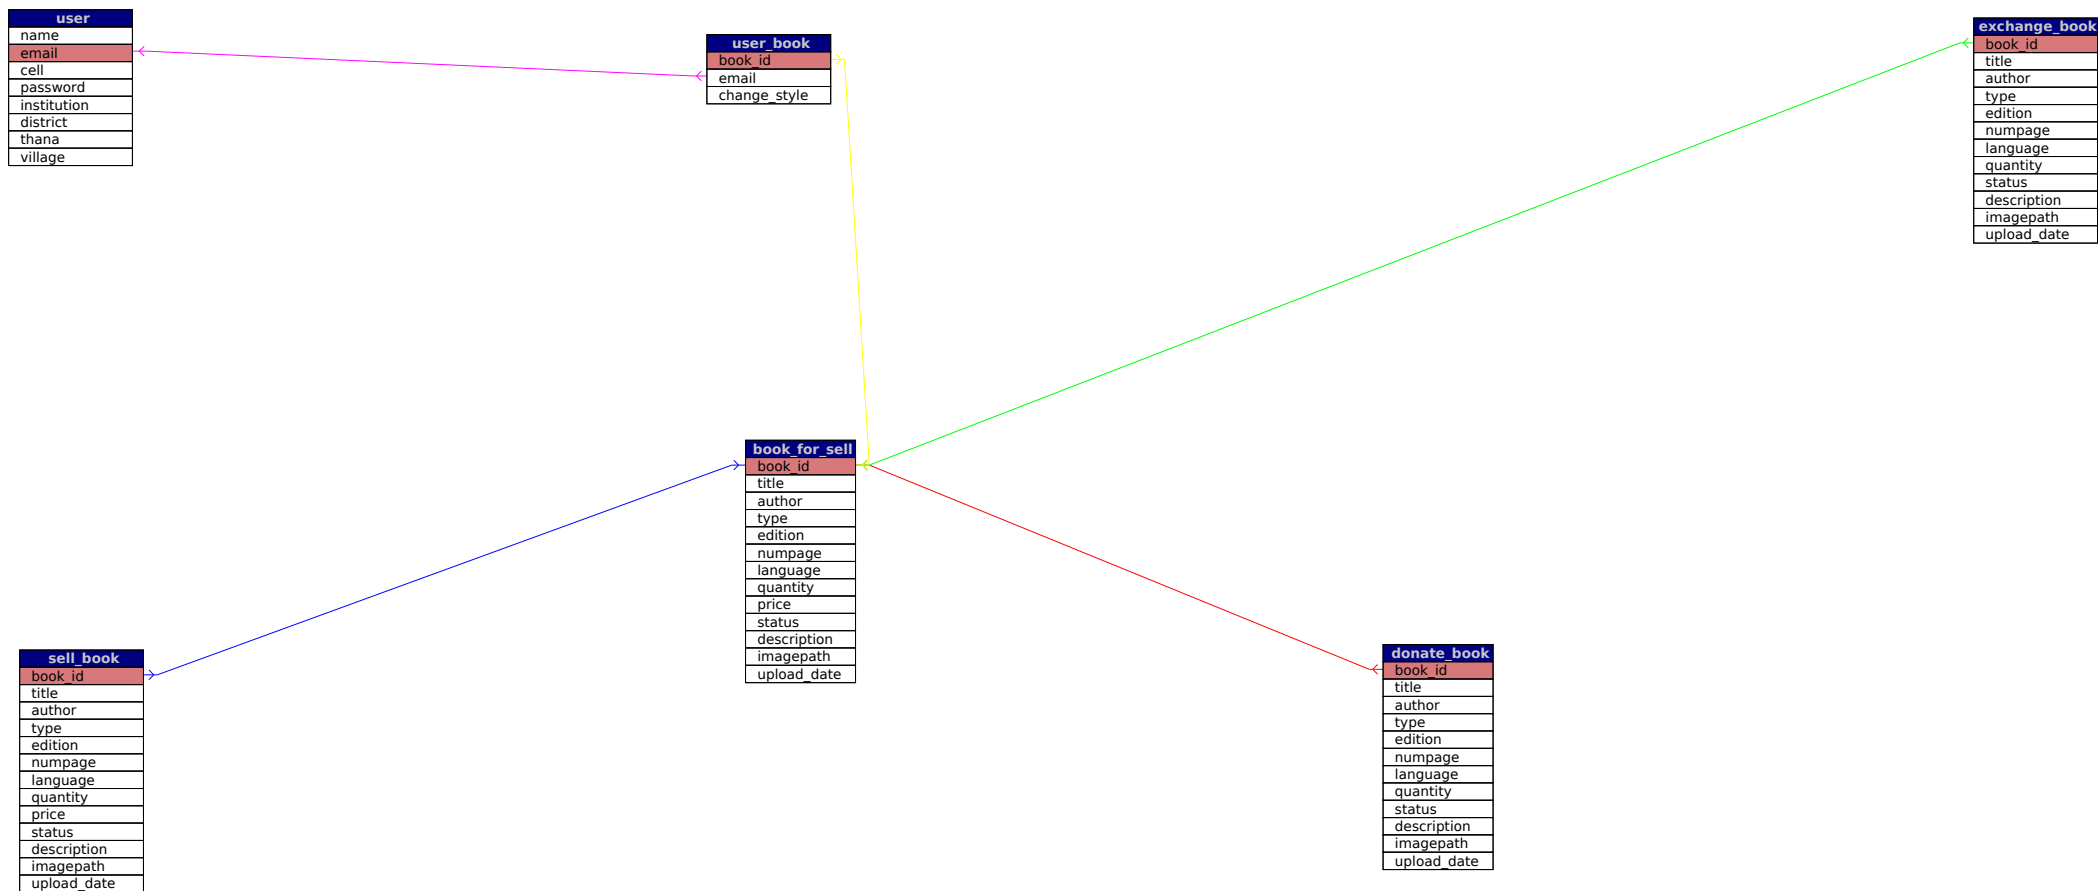 user
name
email
cell
password
institution
district
thana
village
user_book
book_id
email
change_style
exchange_book
book_id
title
author
type
edition
numpage
language
quantity
status
description
imagepath
upload_date
book_for_sell
book_id
title
author
type
edition
numpage
language
quantity
price
status
description
imagepath
upload_date
sell_book
book_id
title
author
type
edition
numpage
language
quantity
price
status
description
imagepath
upload_date
donate_book
book_id
title
author
type
edition
numpage
language
quantity
status
description
imagepath
upload_date